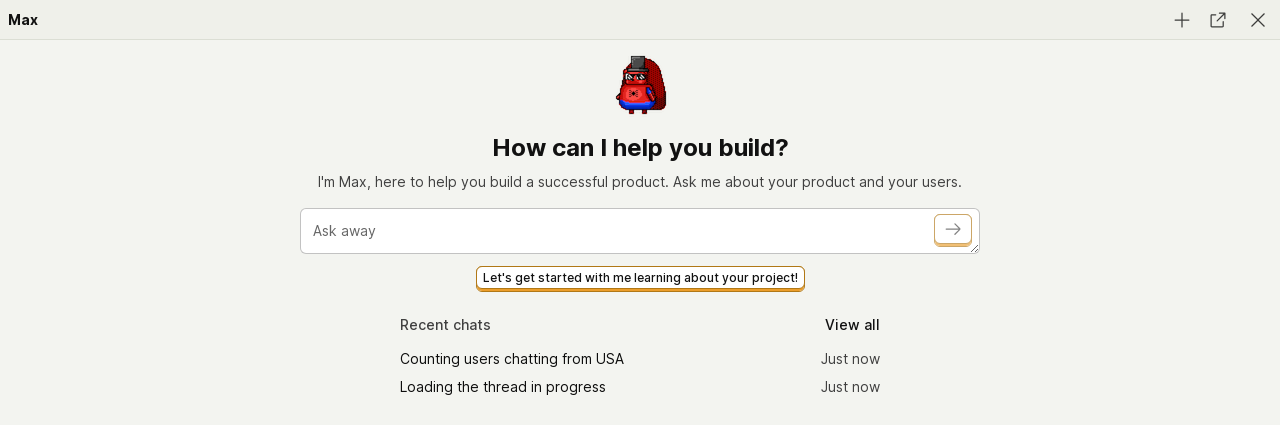 Max
How can I help you build?
I'm Max, here to help you build a successful product. Ask me about your product and your users.
Ask away
Let's get started with me learning about your project!
Recent chats View all
Counting users chatting from USA Just now
Loading the thread in progress Just now